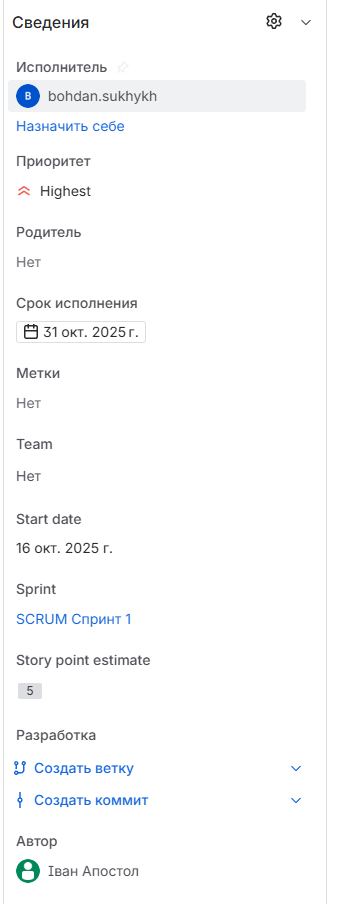 Сведения
Исполнитель
B
bohdan.sukhykh
Назначить себе
Приоритет
Highest
Родитель
Нет
Срок исполнения
31 окт. 2025 г.
Метки
Нет
Team
Нет
Start date
16 окт. 2025 г.
Sprint
SCRUM Спринт 1
Story point estimate
5
Разработка
Создать ветку
Создать коммит
Автор
Іван Апостол